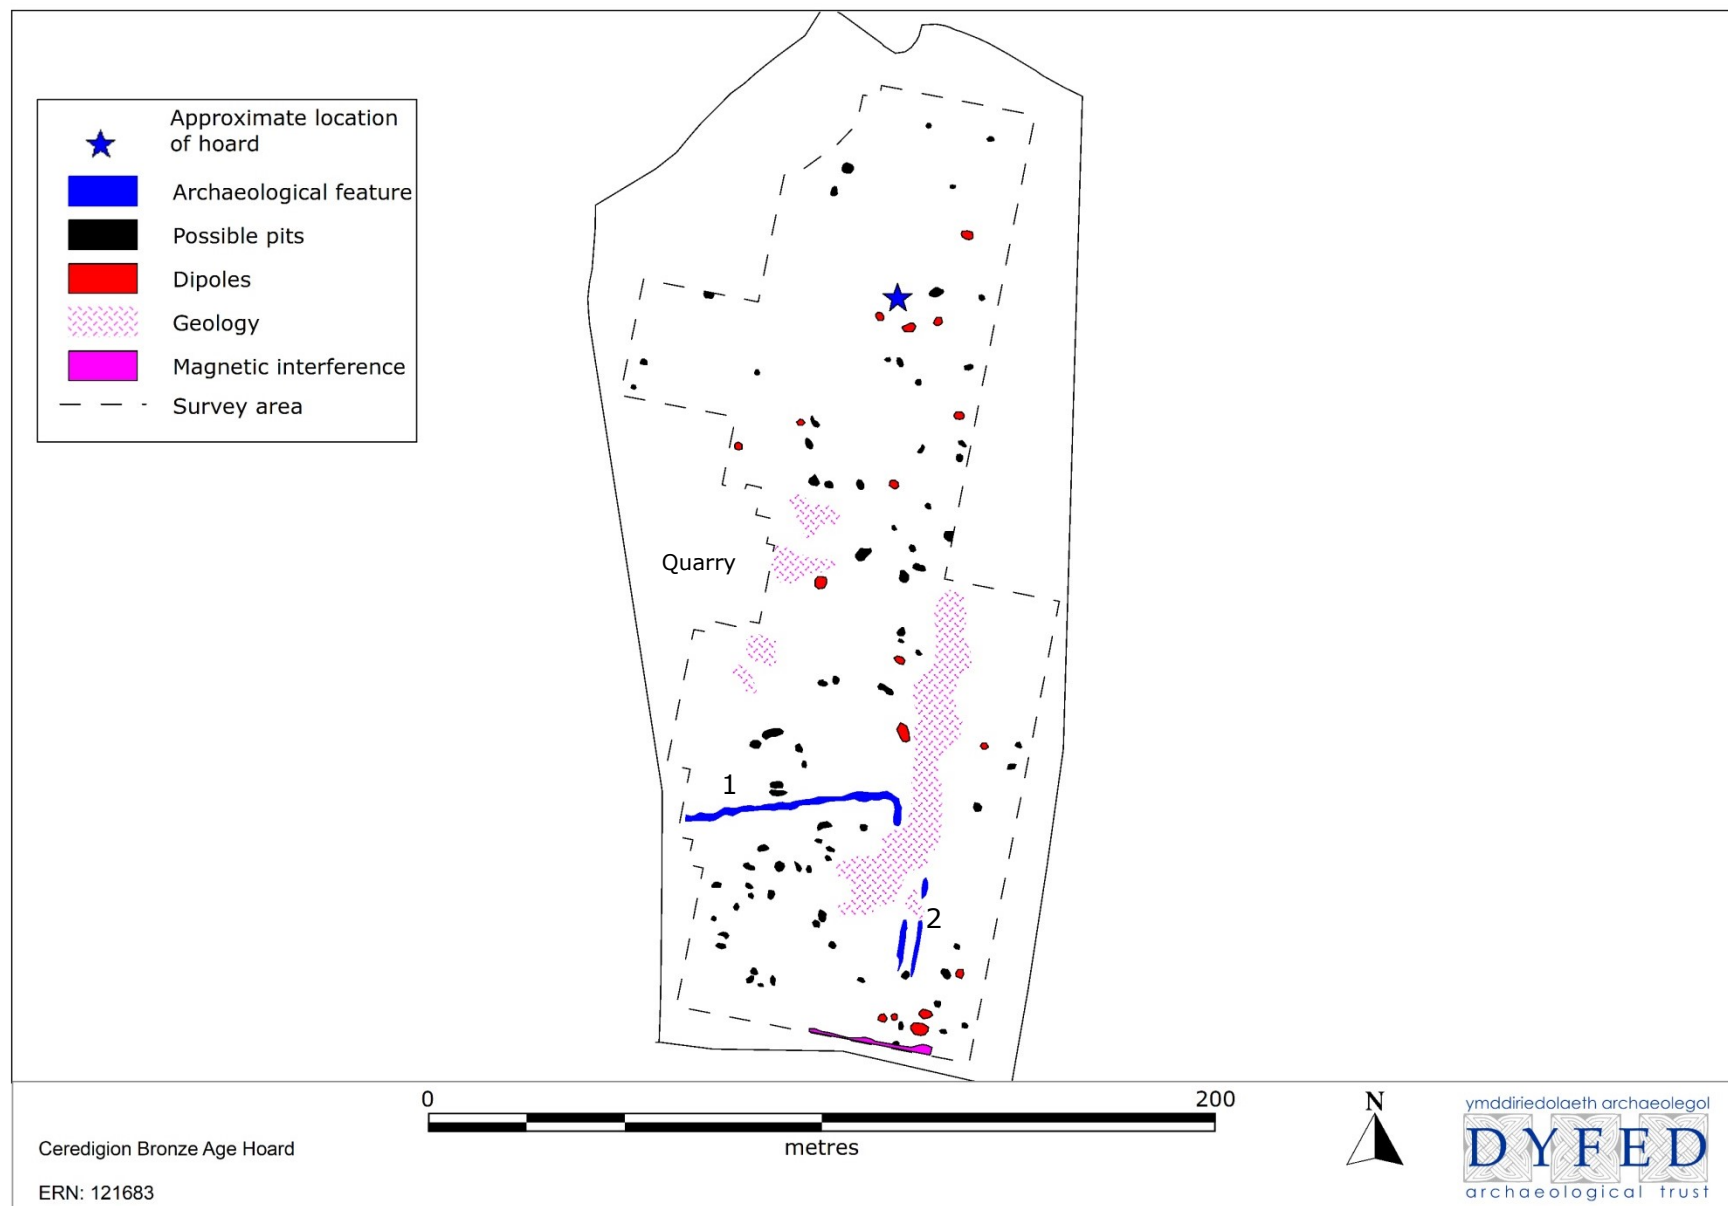 Approximate location
of hoard
Archaeological feature
Possible pits
Dipoles
Geology
Magnetic interference
Survey area
Quarry
1
2
0
200
metres
N
Ceredigion Bronze Age Hoard
ERN: 121683
ymddiriedolaeth archaeolegol
DYFED
archaeological trust